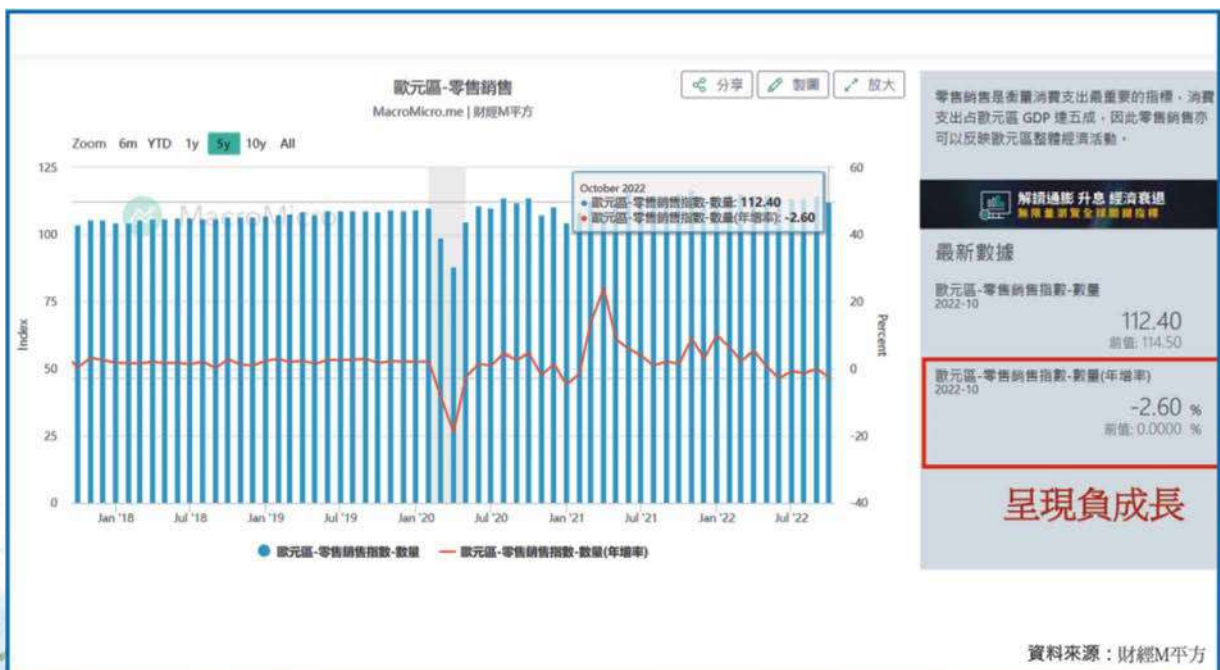 歐元區-零售銷售
MacroMicro.me | 財經M平方
分享
製圖
放大
Zoom 6m YTD 1y 5y 10y All
125
100
75
50
25
0
Index
60
40
20
0
-20
-40
Percent
MacroMicro
October 2022
歐元區-零售銷售指數-數量: 112.40
歐元區-零售銷售指數-數量(年增率): -2.60
Jan '18 Jul '18 Jan '19 Jul '19 Jan '20 Jul '20 Jan '21 Jul '21 Jan '22 Jul '22
歐元區-零售銷售指數-數量 歐元區-零售銷售指數-數量(年增率)
零售銷售是衡量消費支出最重要的指標，消費
支出占歐元區 GDP 達五成，因此零售銷售亦
可以反映歐元區整體經濟活動。
解讀通膨 升息 經濟衰退
無限量瀏覽全球關鍵指標
最新數據
歐元區-零售銷售指數-數量
2022-10
112.40
前值: 114.50
歐元區-零售銷售指數-數量(年增率)
2022-10
-2.60 %
前值: 0.0000 %
呈現負成長
資料來源：財經M平方